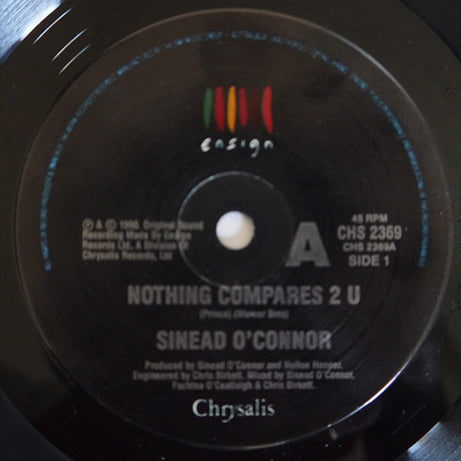 ensign
℗ & © 1990. Original Sound
Recording Made By Ensign
Records Ltd, A Division Of
Chrysalis Records, Ltd
A
45 RPM
CHS 2369
CHS 2369A
SIDE 1
NOTHING COMPARES 2 U
(Prince) (Warner Bros)
SINEAD O'CONNOR
Produced by Sinead O'Connor and Nellee Hooper.
Engineered by Chris Birkett. Mixed by Sinead O'Connor,
Fachtna O'Ceallaigh & Chris Birkett.
Chrysalis